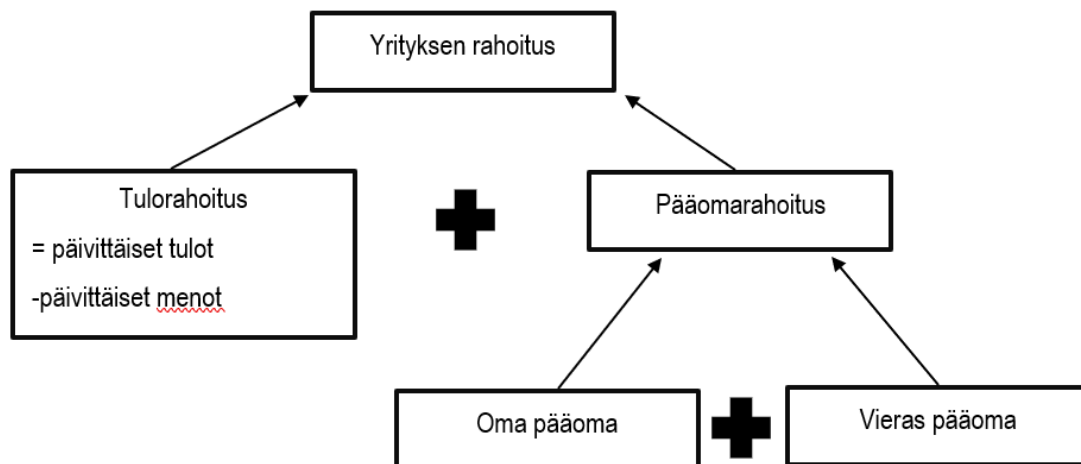 Yrityksen rahoitus
Tulorahoitus
= päivittäiset tulot
-päivittäiset menot
Pääomarahoitus
Oma pääoma
Vieras pääoma